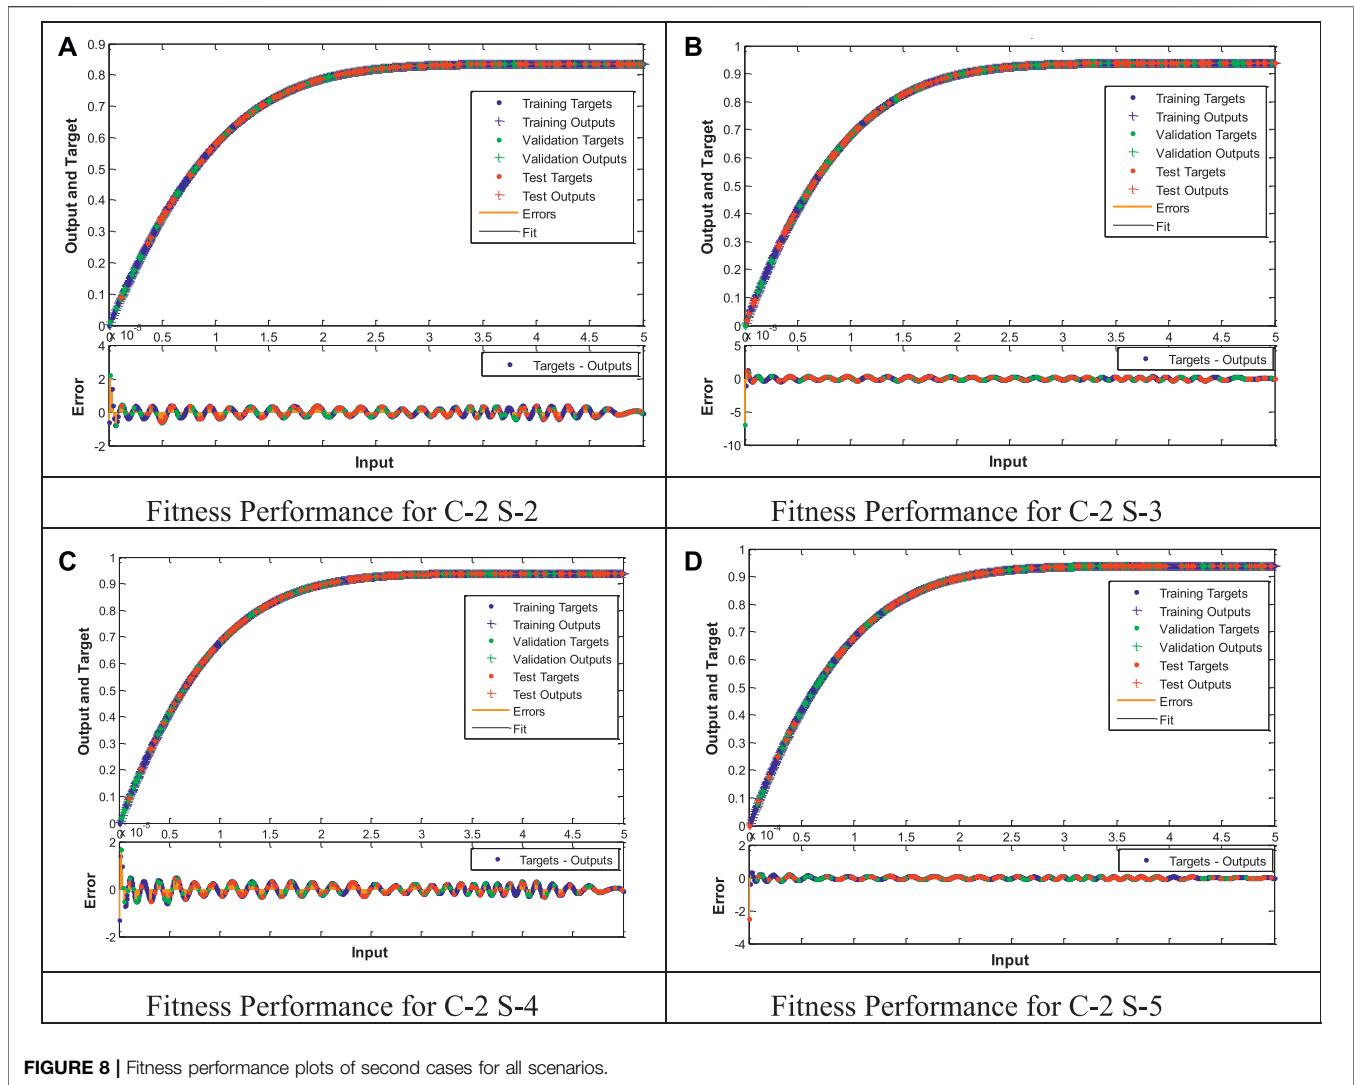 A
Output and Target
0.9
0.8
0.7
0.6
0.5
0.4
0.3
0.2
0.1
0
Training Targets
Training Outputs
Validation Targets
Validation Outputs
Test Targets
Test Outputs
Errors
Fit
0 0.5 1 1.5 2 2.5 3 3.5 4 4.5 5
Error
4
2
0
-2
Targets - Outputs
Input
Fitness Performance for C-2 S-2
B
Output and Target
1
0.9
0.8
0.7
0.6
0.5
0.4
0.3
0.2
0.1
0
Training Targets
Training Outputs
Validation Targets
Validation Outputs
Test Targets
Test Outputs
Errors
Fit
0 0.5 1 1.5 2 2.5 3 3.5 4 4.5 5
Error
5
0
-5
-10
Targets - Outputs
Input
Fitness Performance for C-2 S-3
C
Output and Target
1
0.9
0.8
0.7
0.6
0.5
0.4
0.3
0.2
0.1
0
Training Targets
Training Outputs
Validation Targets
Validation Outputs
Test Targets
Test Outputs
Errors
Fit
0 0.5 1 1.5 2 2.5 3 3.5 4 4.5 5
Error
2
0
-2
Targets - Outputs
Input
Fitness Performance for C-2 S-4
D
Output and Target
1
0.9
0.8
0.7
0.6
0.5
0.4
0.3
0.2
0.1
0
Training Targets
Training Outputs
Validation Targets
Validation Outputs
Test Targets
Test Outputs
Errors
Fit
0 x 10-4 0.5 1 1.5 2 2.5 3 3.5 4 4.5 5
Error
2
0
-2
-4
Targets - Outputs
Input
Fitness Performance for C-2 S-5
FIGURE 8 | Fitness performance plots of second cases for all scenarios.